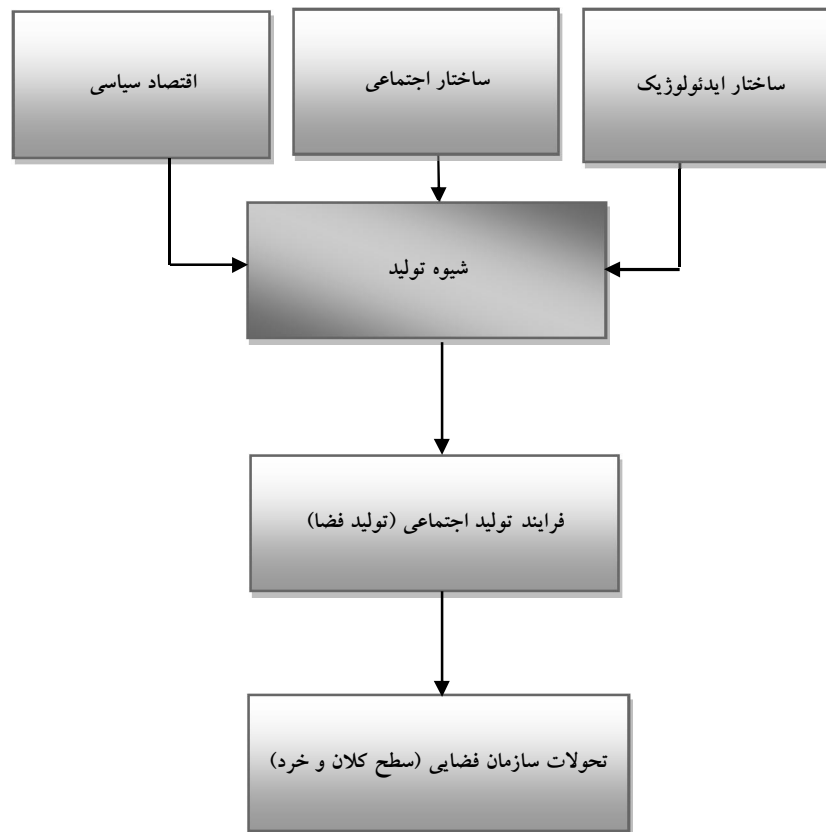 ساختار ایدئولوژیک
ساختار اجتماعی
اقتصاد سیاسی
شیوه تولید
فرایند تولید اجتماعی (تولید فضا)
تحولات سازمان فضایی (سطح کلان و خرد)